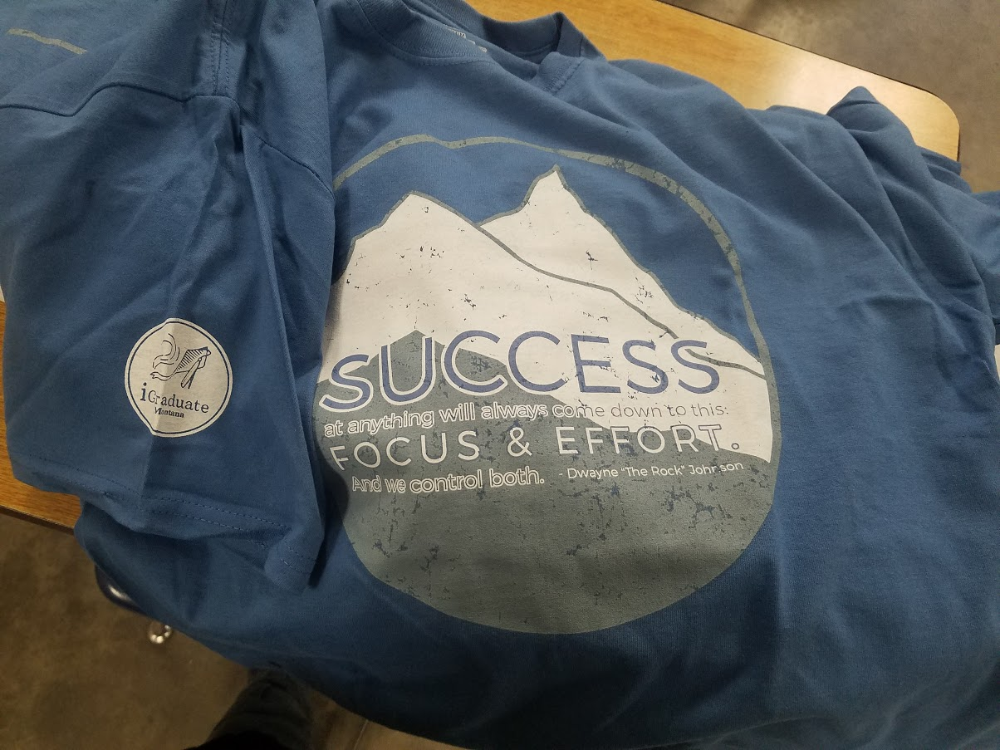 SUCCESS
at anything will always come down to this:
FOCUS & EFFORT.
And we control both. - Dwayne "The Rock" Johnson
iGraduate
Montana